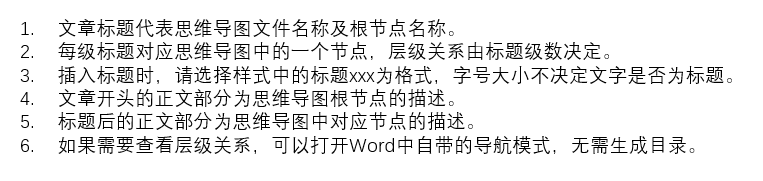 1. 文章标题代表思维导图文件名称及根节点名称。
2. 每级标题对应思维导图中的一个节点，层级关系由标题级数决定。
3. 插入标题时，请选择样式中的标题xxx为格式，字号大小不决定文字是否为标题。
4. 文章开头的正文部分为思维导图根节点的描述。
5. 标题后的正文部分为思维导图中对应节点的描述。
6. 如果需要查看层级关系，可以打开Word中自带的导航模式，无需生成目录。